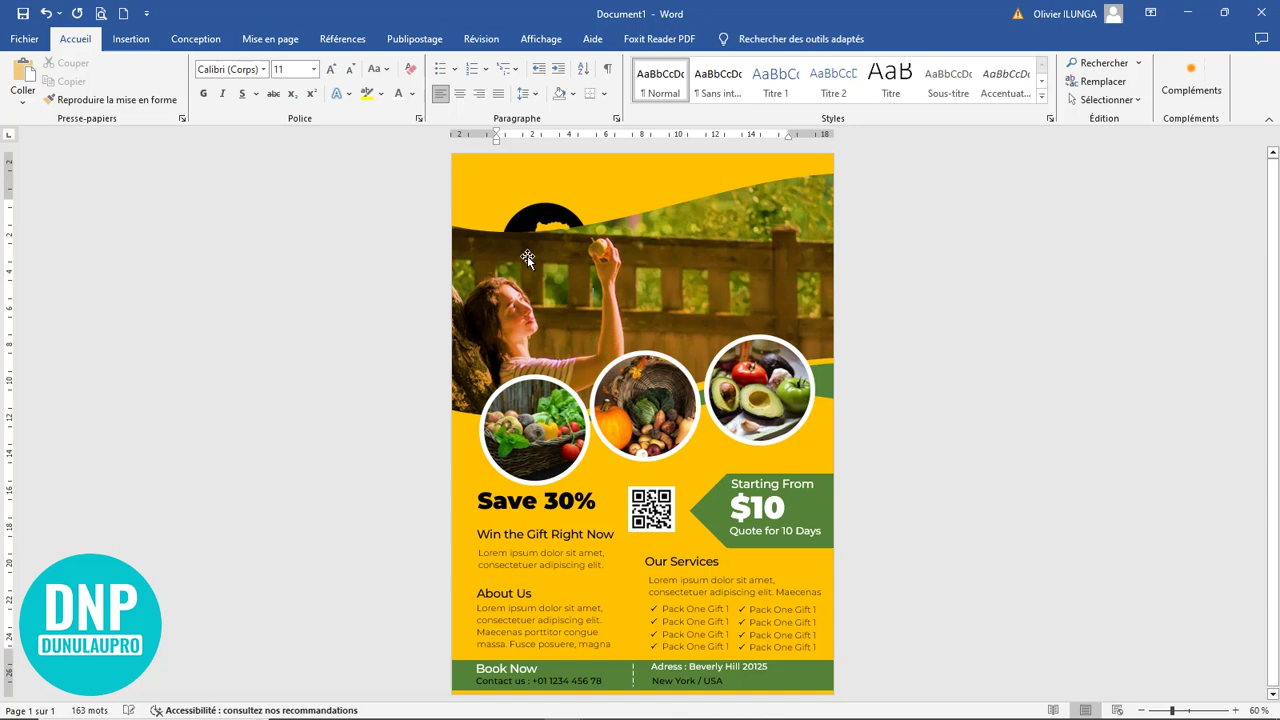 Document1 - Word
Olivier ILUNGA
Fichier
Accueil
Insertion
Conception
Mise en page
Références
Publipostage
Révision
Affichage
Aide
Foxit Reader PDF
Rechercher des outils adaptés
Coller
Couper
Copier
Reproduire la mise en forme
Presse-papiers
Calibri (Corps)
11
Police
Paragraphe
AaBbCcDc
¶ Normal
AaBbCcDc
¶ Sans int...
AaBbCc
Titre 1
AaBbCcD
Titre 2
AaB
Titre
AaBbCcD
Sous-titre
AaBbCcDc
Accentuat...
Styles
Rechercher
Remplacer
Sélectionner
Édition
Compléments
Compléments
Save 30%
Win the Gift Right Now
Lorem ipsum dolor sit amet,
consectetuer adipiscing elit.
About Us
Lorem ipsum dolor sit amet,
consectetuer adipiscing elit.
Maecenas porttitor congue
massa. Fusce posuere, magna
Starting From
$10
Quote for 10 Days
Our Services
Lorem ipsum dolor sit amet,
consectetuer adipiscing elit. Maecenas
✓ Pack One Gift 1 ✓ Pack One Gift 1
✓ Pack One Gift 1 ✓ Pack One Gift 1
✓ Pack One Gift 1 ✓ Pack One Gift 1
✓ Pack One Gift 1 ✓ Pack One Gift 1
Book Now
Contact us : +01 1234 456 78
Adress : Beverly Hill 20125
New York / USA
DNP
DUNULAUPRO
Page 1 sur 1
163 mots
Accessibilité : consultez nos recommandations
60 %